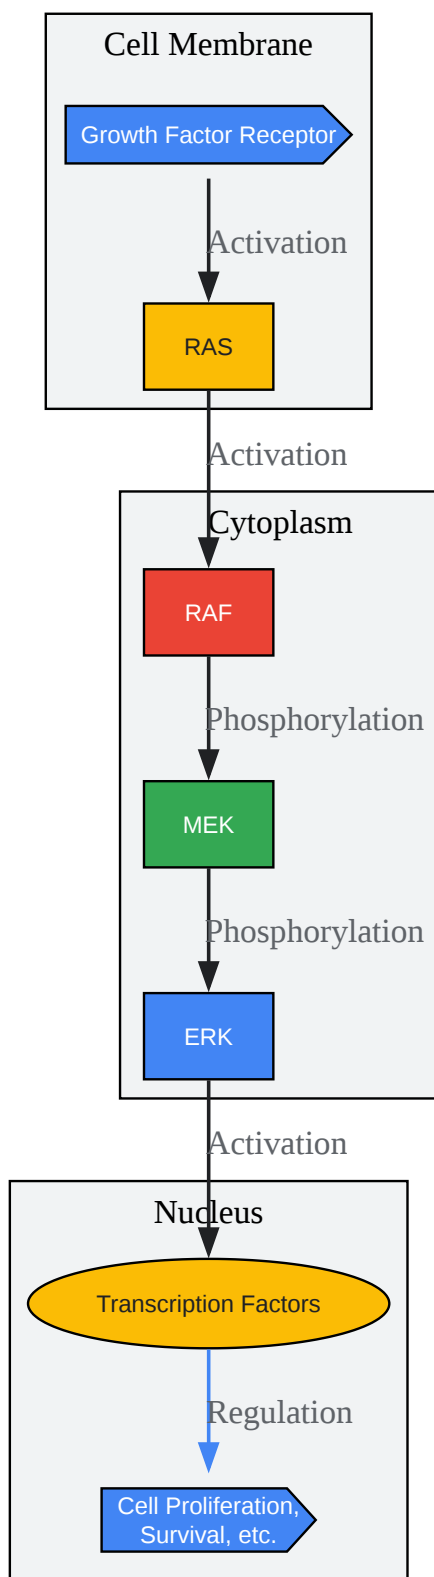 Cell Membrane
Growth Factor Receptor
Activation
RAS
Activation
Cytoplasm
RAF
Phosphorylation
MEK
Phosphorylation
ERK
Activation
Nucleus
Transcription Factors
Regulation
Cell Proliferation,
Survival, etc.